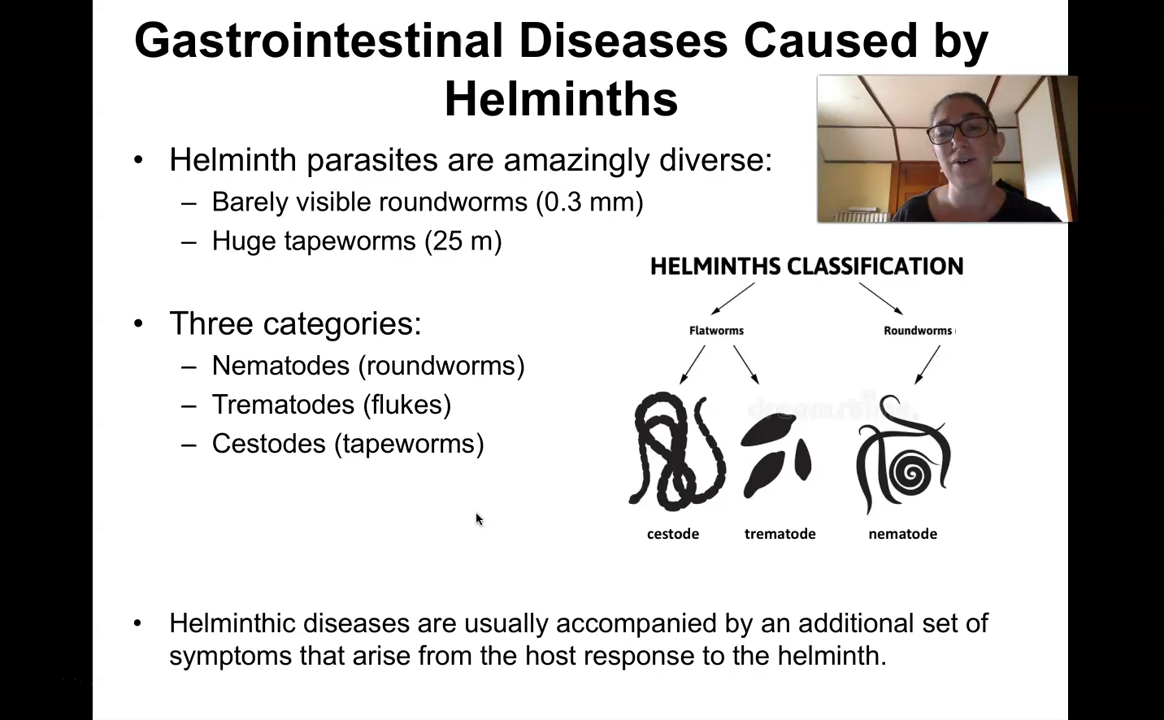 Gastrointestinal Diseases Caused by
Helminths
• Helminth parasites are amazingly diverse:
– Barely visible roundworms (0.3 mm)
– Huge tapeworms (25 m)
HELMINTHS CLASSIFICATION
Flatworms
Roundworms
• Three categories:
– Nematodes (roundworms)
– Trematodes (flukes)
– Cestodes (tapeworms)
dreamstime.
cestode
trematode
nematode
• Helminthic diseases are usually accompanied by an additional set of
symptoms that arise from the host response to the helminth.